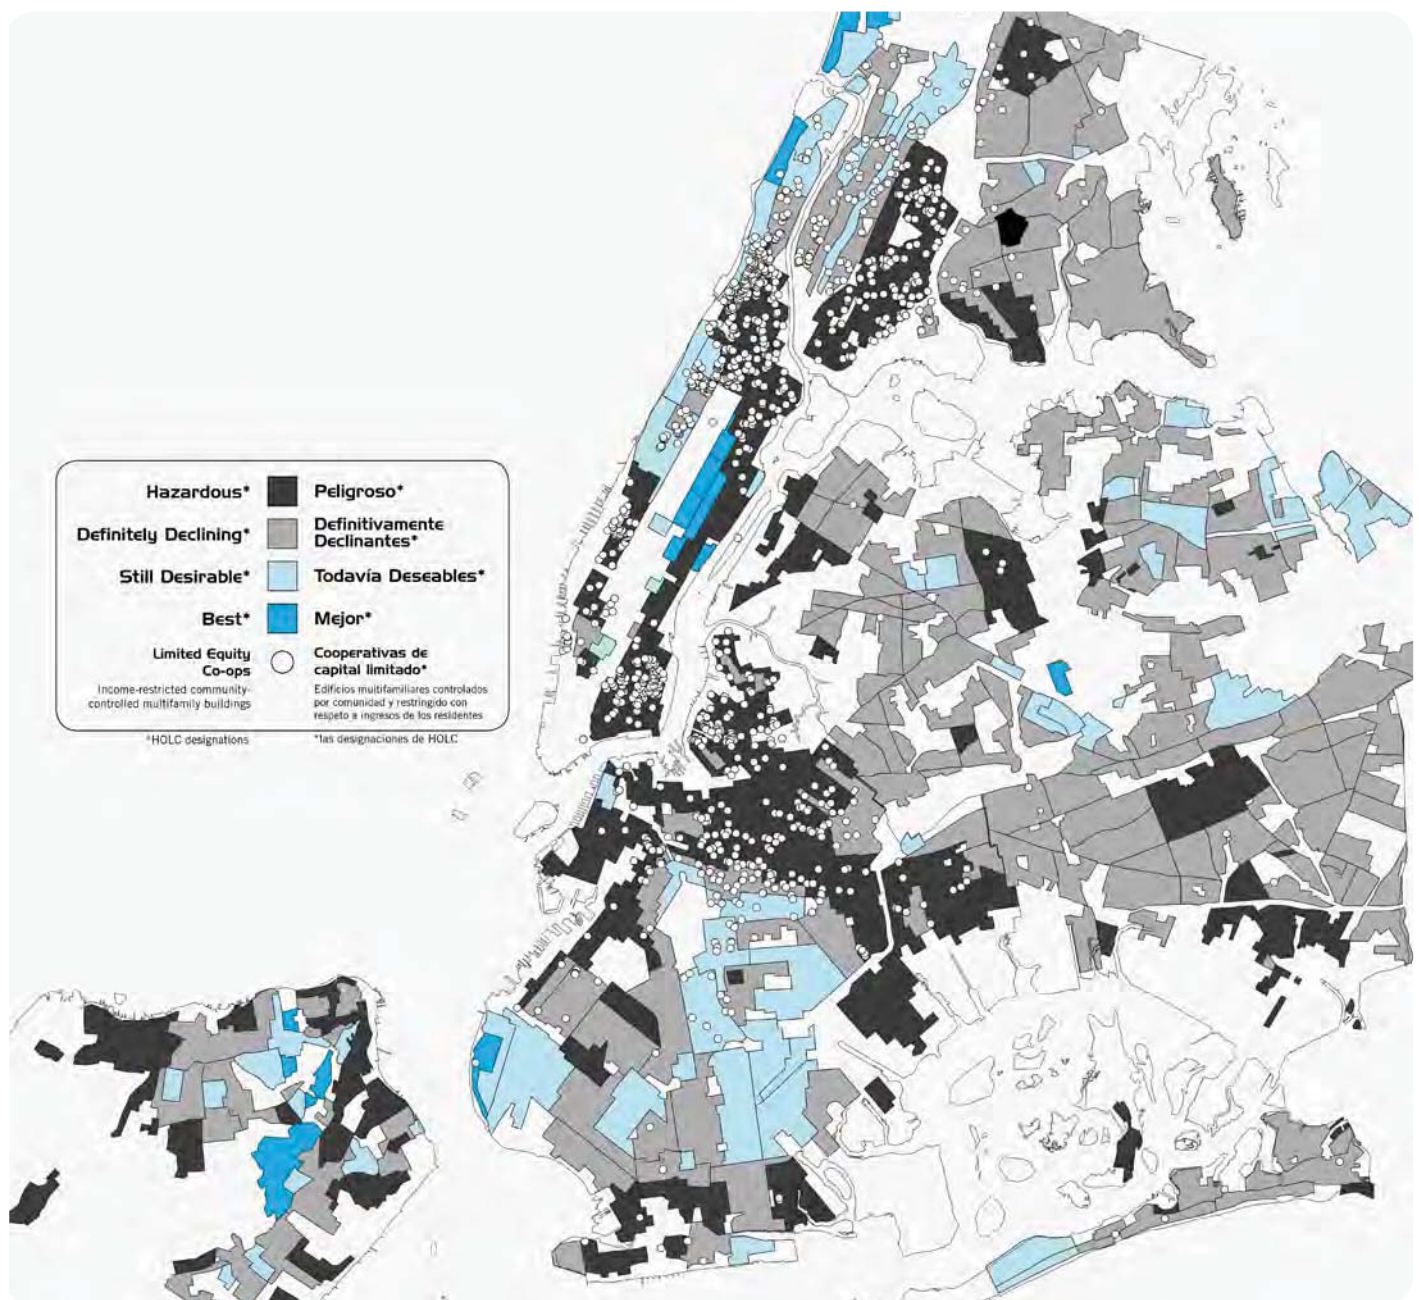 Hazardous*
Peligroso*
Definitely Declining*
Definitivamente
Declinantes*
Still Desirable*
Todavía Deseables*
Best*
Mejor*
Limited Equity
Co-ops
Income-restricted community-
controlled multifamily buildings
Cooperativas de
capital limitado*
Edificios multifamiliares controlados
por comunidad y restringido con
respeto a ingresos de los residentes
*HOLC designations
*las designaciones de HOLC